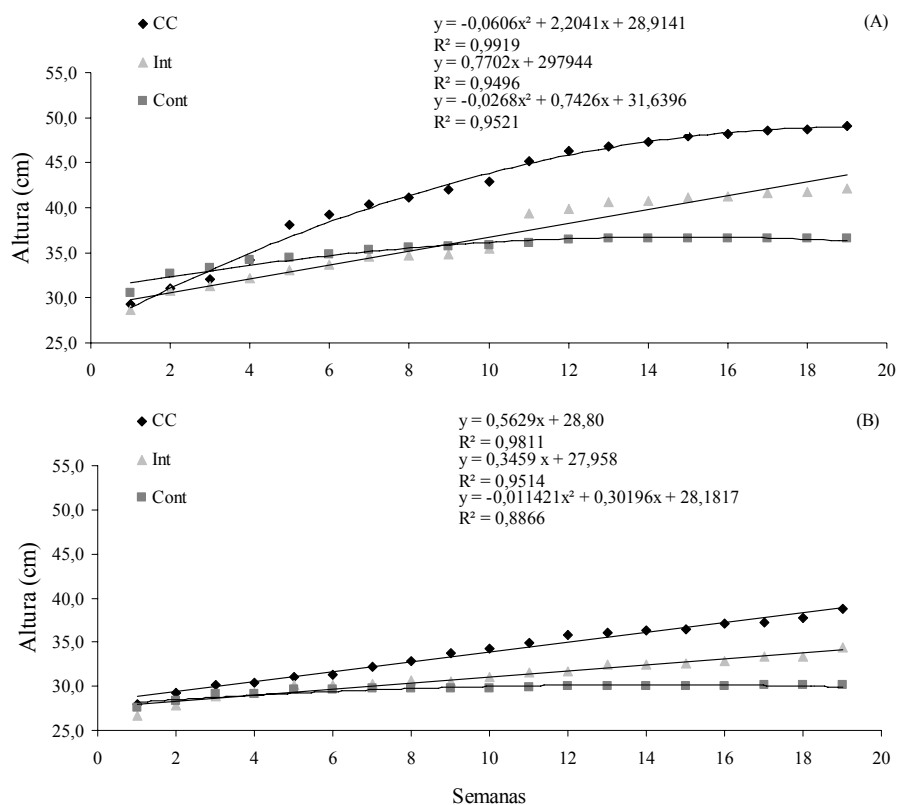 CC
y = -0,0606x² + 2,2041x + 28,9141
(A)
R² = 0,9919
Int
y = 0,7702x + 297944
R² = 0,9496
Cont
y = -0,0268x² + 0,7426x + 31,6396
R² = 0,9521
55,0
50,0
45,0
40,0
35,0
30,0
25,0
Altura (cm)
0 2 4 6 8 10 12 14 16 18 20
CC
y = 0,5629x + 28,80
(B)
R² = 0,9811
Int
y = 0,3459 x + 27,958
R² = 0,9514
Cont
y = -0,011421x² + 0,30196x + 28,1817
R² = 0,8866
55,0
50,0
45,0
40,0
35,0
30,0
25,0
Altura (cm)
0 2 4 6 8 10 12 14 16 18 20
Semanas